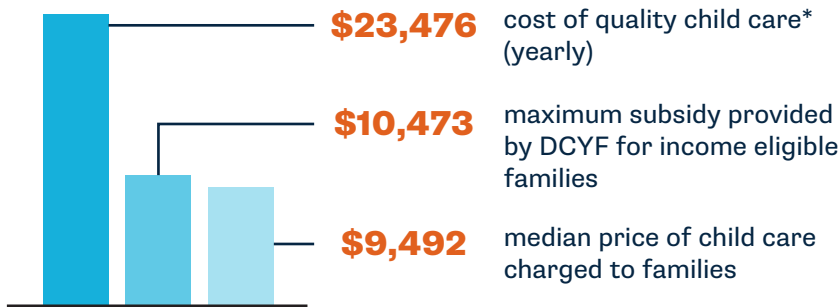 $23,476
cost of quality child care*
(yearly)
$10,473
maximum subsidy provided
by DCYF for income eligible
families
$9,492
median price of child care
charged to families